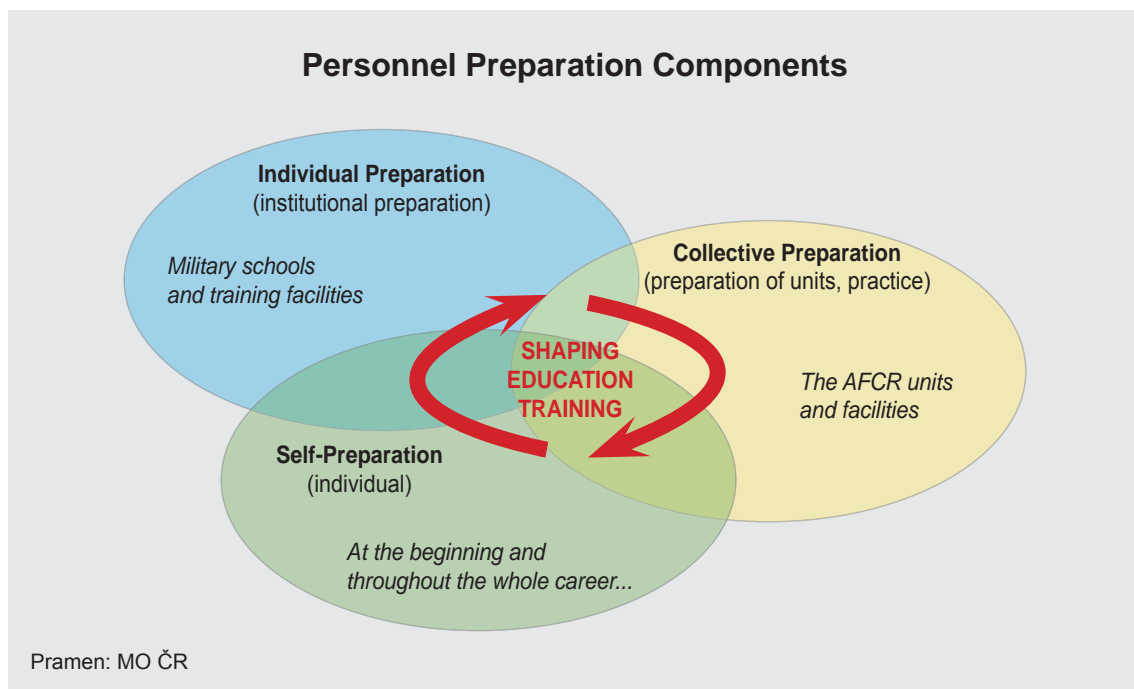 Personnel Preparation Components
Individual Preparation
(institutional preparation)
Military schools
and training facilities
Collective Preparation
(preparation of units, practice)
The AFCR units
and facilities
SHAPING
EDUCATION
TRAINING
Self-Preparation
(individual)
At the beginning and
throughout the whole career...
Pramen: MO ČR